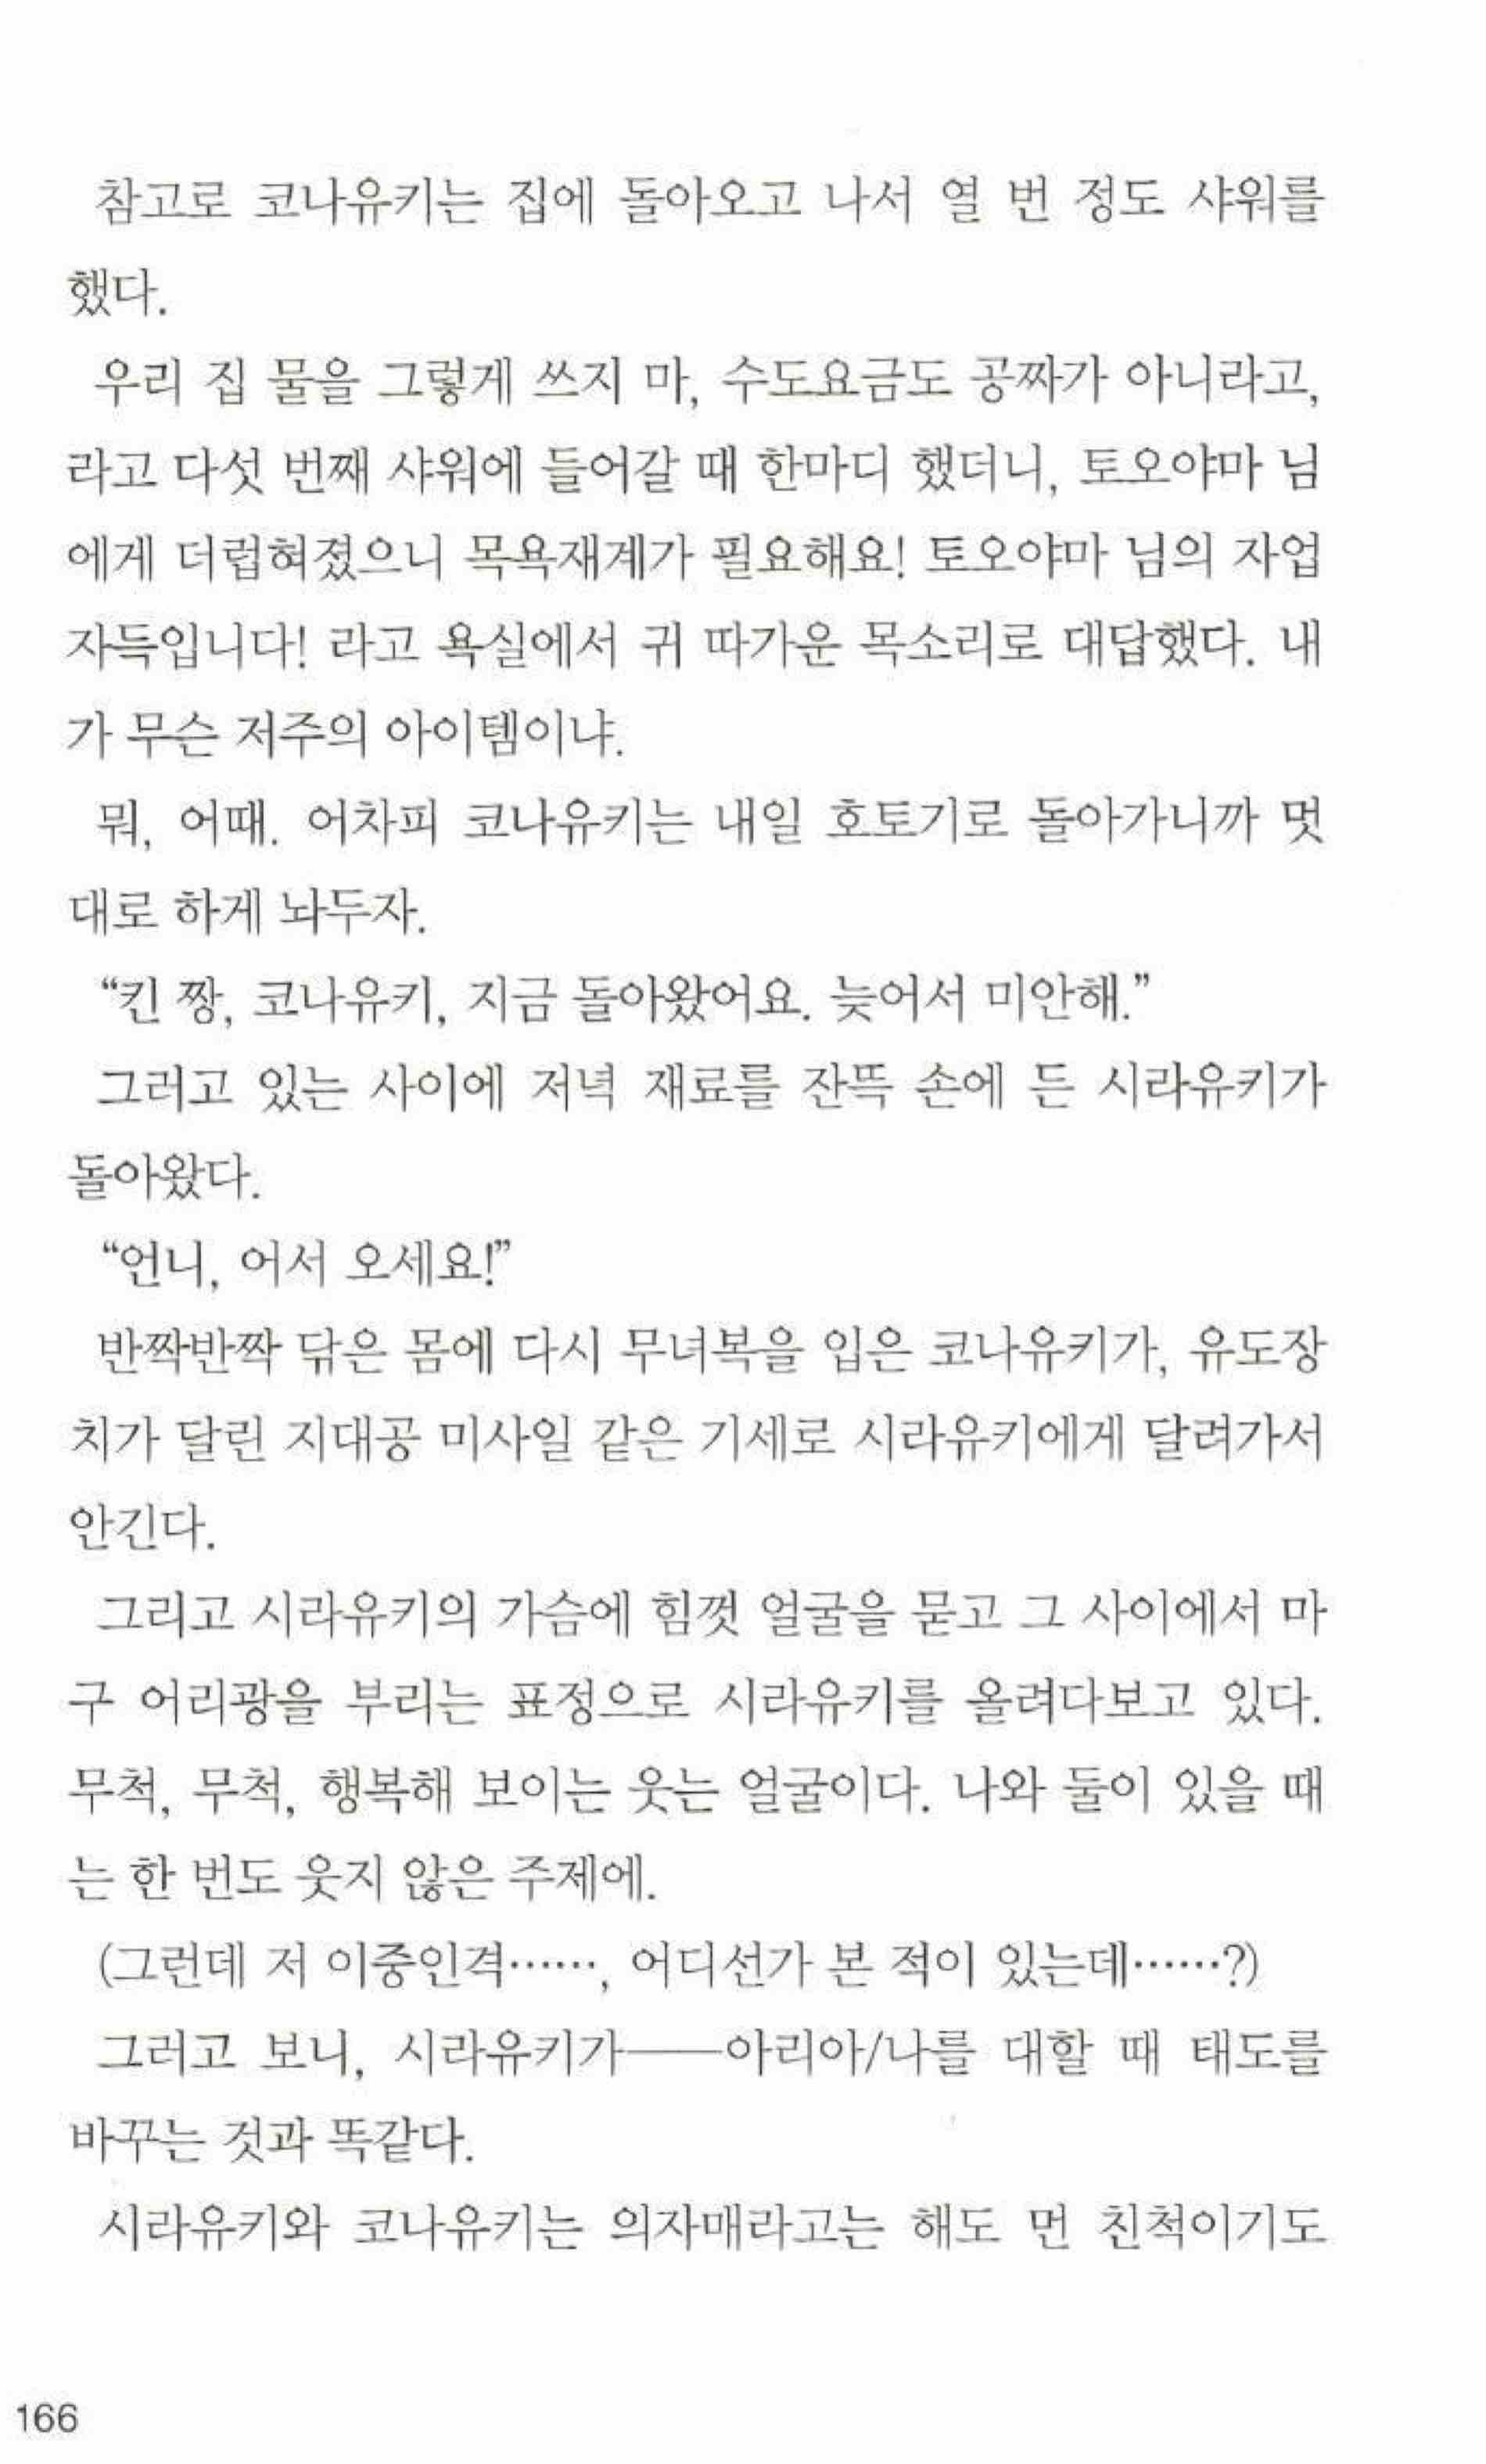 참고로 코나유키는 집에 돌아오고 나서 열 번 정도 샤워를
했다.
우리 집 물을 그렇게 쓰지 마, 수도요금도 공짜가 아니라고,
라고 다섯 번째 샤워에 들어갈 때 한마디 했더니, 토오야마 님
에게 더럽혀졌으니 목욕재계가 필요해요! 토오야마 님의 자업
자득입니다! 라고 욕실에서 귀 따가운 목소리로 대답했다. 내
가 무슨 저주의 아이템이냐.
뭐, 어때. 어차피 코나유키는 내일 호토기로 돌아가니까 멋
대로 하게 놔두자.
“킨 짱, 코나유키, 지금 돌아왔어요. 늦어서 미안해.”
그러고 있는 사이에 저녁 재료를 잔뜩 손에 든 시라유키가
돌아왔다.
“언니, 어서 오세요!”
반짝반짝 닦은 몸에 다시 무녀복을 입은 코나유키가, 유도장
치가 달린 지대공 미사일 같은 기세로 시라유키에게 달려가서
안긴다.
그리고 시라유키의 가슴에 힘껏 얼굴을 묻고 그 사이에서 마
구 어리광을 부리는 표정으로 시라유키를 올려다보고 있다.
무척, 무척, 행복해 보이는 웃는 얼굴이다. 나와 둘이 있을 때
는 한 번도 웃지 않은 주제에.
(그런데 저 이중인격……, 어디선가 본 적이 있는데……?)
그러고 보니, 시라유키가──아리아/나를 대할 때 태도를
바꾸는 것과 똑같다.
시라유키와 코나유키는 의자매라고는 해도 먼 친척이기도
166